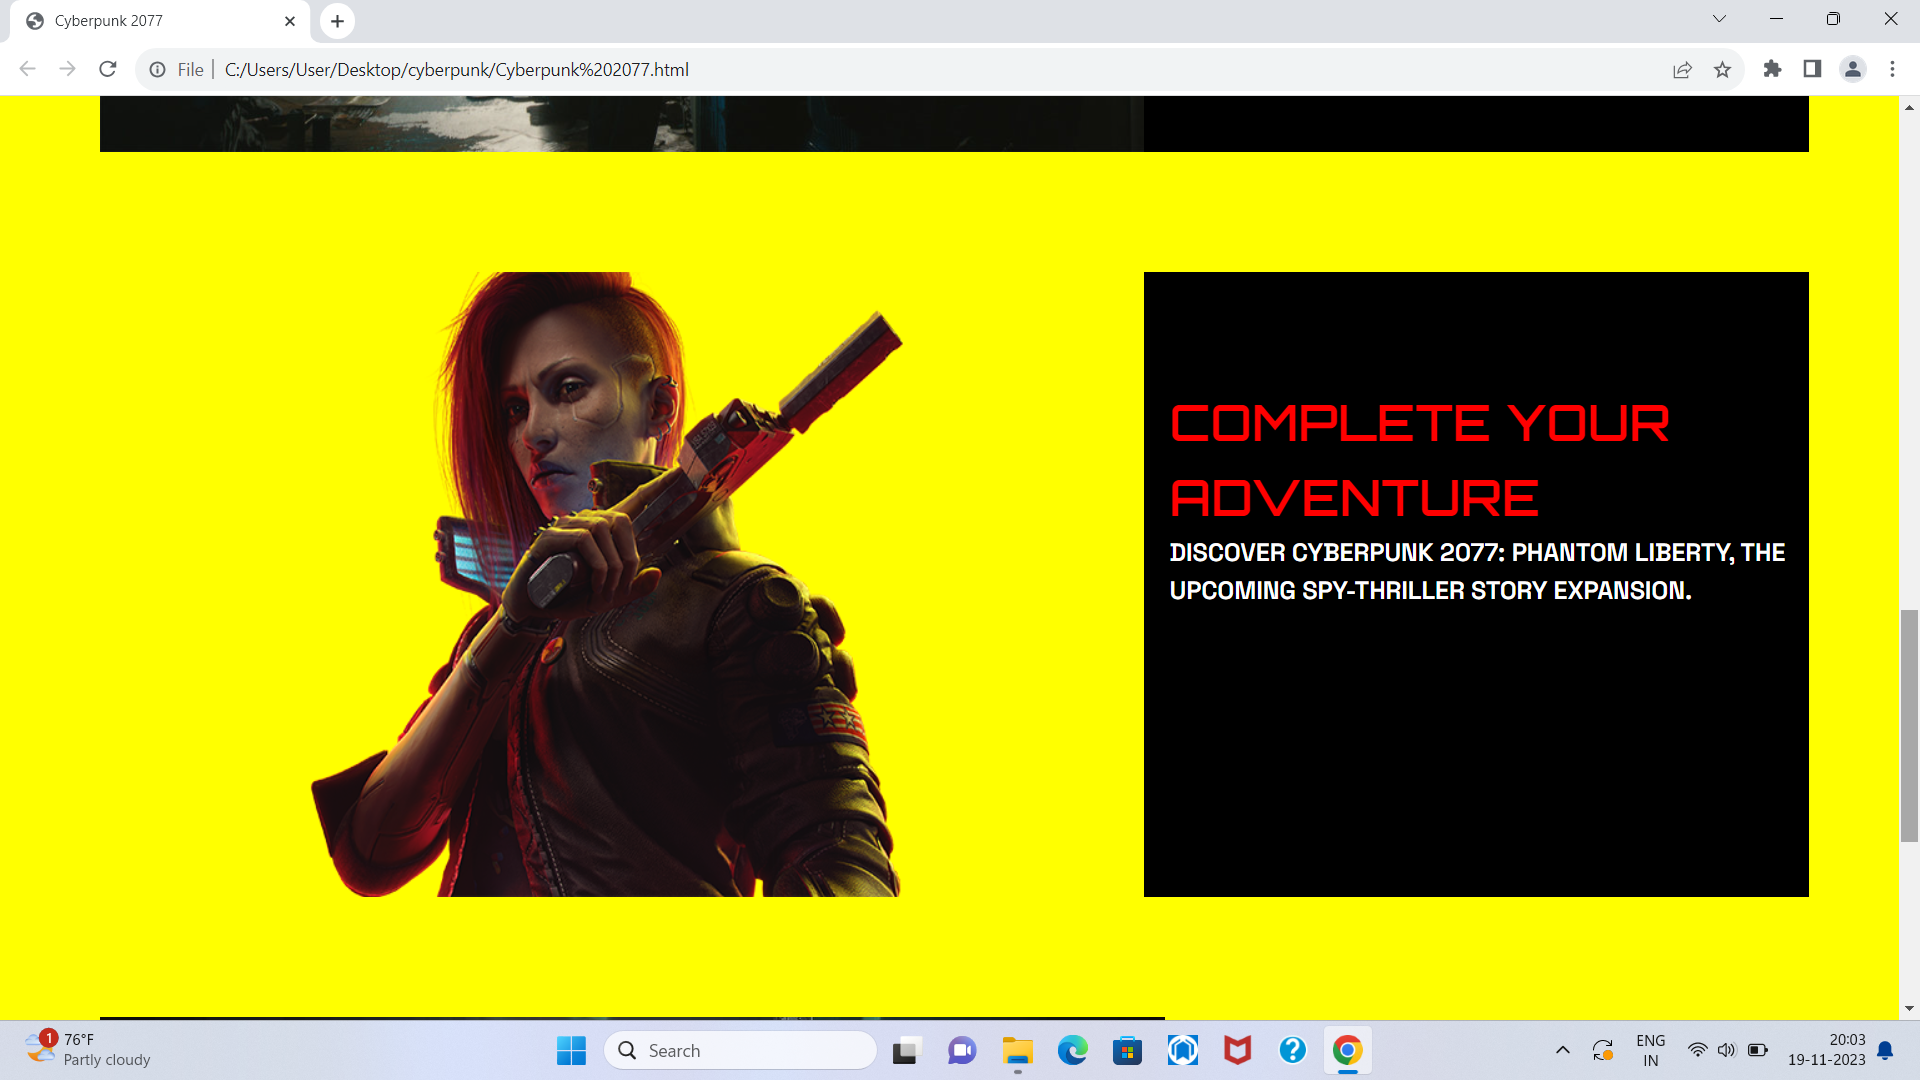 Cyberpunk 2077
File
C:/Users/User/Desktop/cyberpunk/Cyberpunk%202077.html
COMPLETE YOUR
ADVENTURE
DISCOVER CYBERPUNK 2077: PHANTOM LIBERTY, THE
UPCOMING SPY-THRILLER STORY EXPANSION.
1
76°F
Partly cloudy
Search
ENG
IN
20:03
19-11-2023